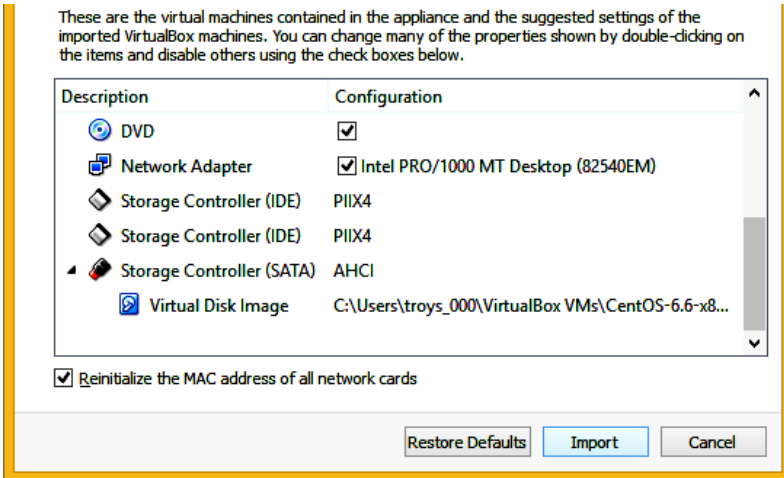 These are the virtual machines contained in the appliance and the suggested settings of the
imported VirtualBox machines. You can change many of the properties shown by double-clicking on
the items and disable others using the check boxes below.
Description Configuration
DVD
Network Adapter Intel PRO/1000 MT Desktop (82540EM)
Storage Controller (IDE) PIIX4
Storage Controller (IDE) PIIX4
Storage Controller (SATA) AHCI
Virtual Disk Image C:\Users\troys_000\VirtualBox VMs\CentOS-6.6-x8...
Reinitialize the MAC address of all network cards
Restore Defaults Import Cancel